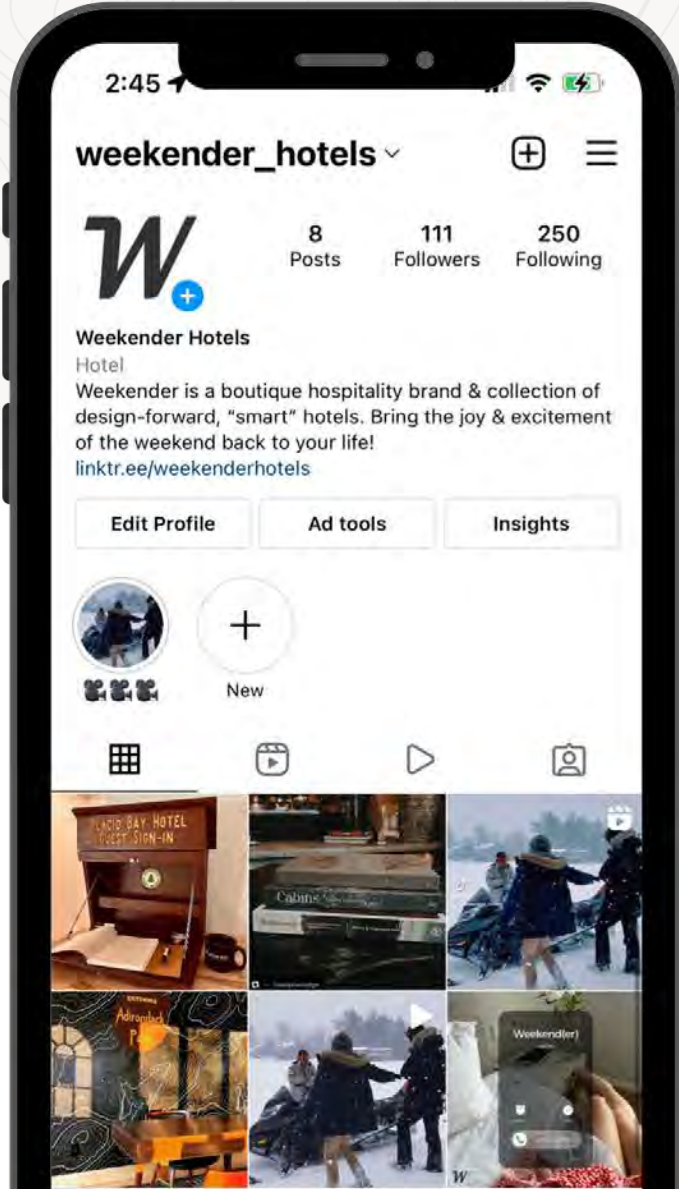 2:45
weekender_hotels
W
8
Posts
111
Followers
250
Following
Weekender Hotels
Hotel
Weekender is a boutique hospitality brand & collection of
design-forward, “smart” hotels. Bring the joy & excitement
of the weekend back to your life!
linktr.ee/weekenderhotels
Edit Profile
Ad tools
Insights
New
PLACID BAY HOTEL
GUEST SIGN-IN
Cabins
Adirondack
Weekend(er)
W